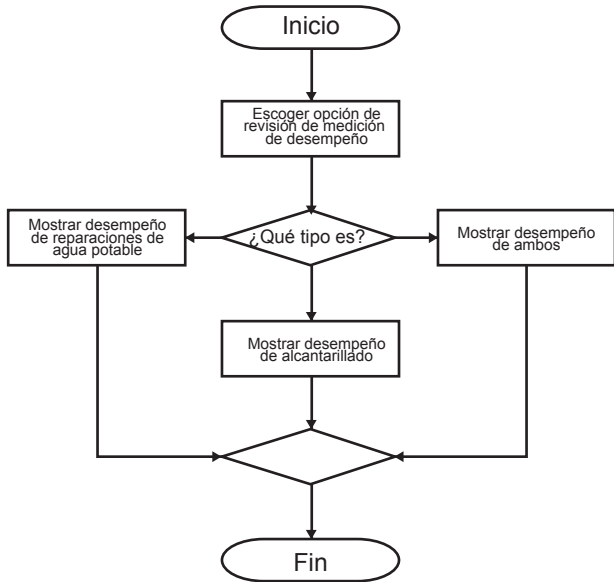 Inicio
Escoger opción de
revisión de medición
de desempeño
Mostrar desempeño
de reparaciones de
agua potable
¿Qué tipo es?
Mostrar desempeño
de ambos
Mostrar desempeño
de alcantarillado
Fin